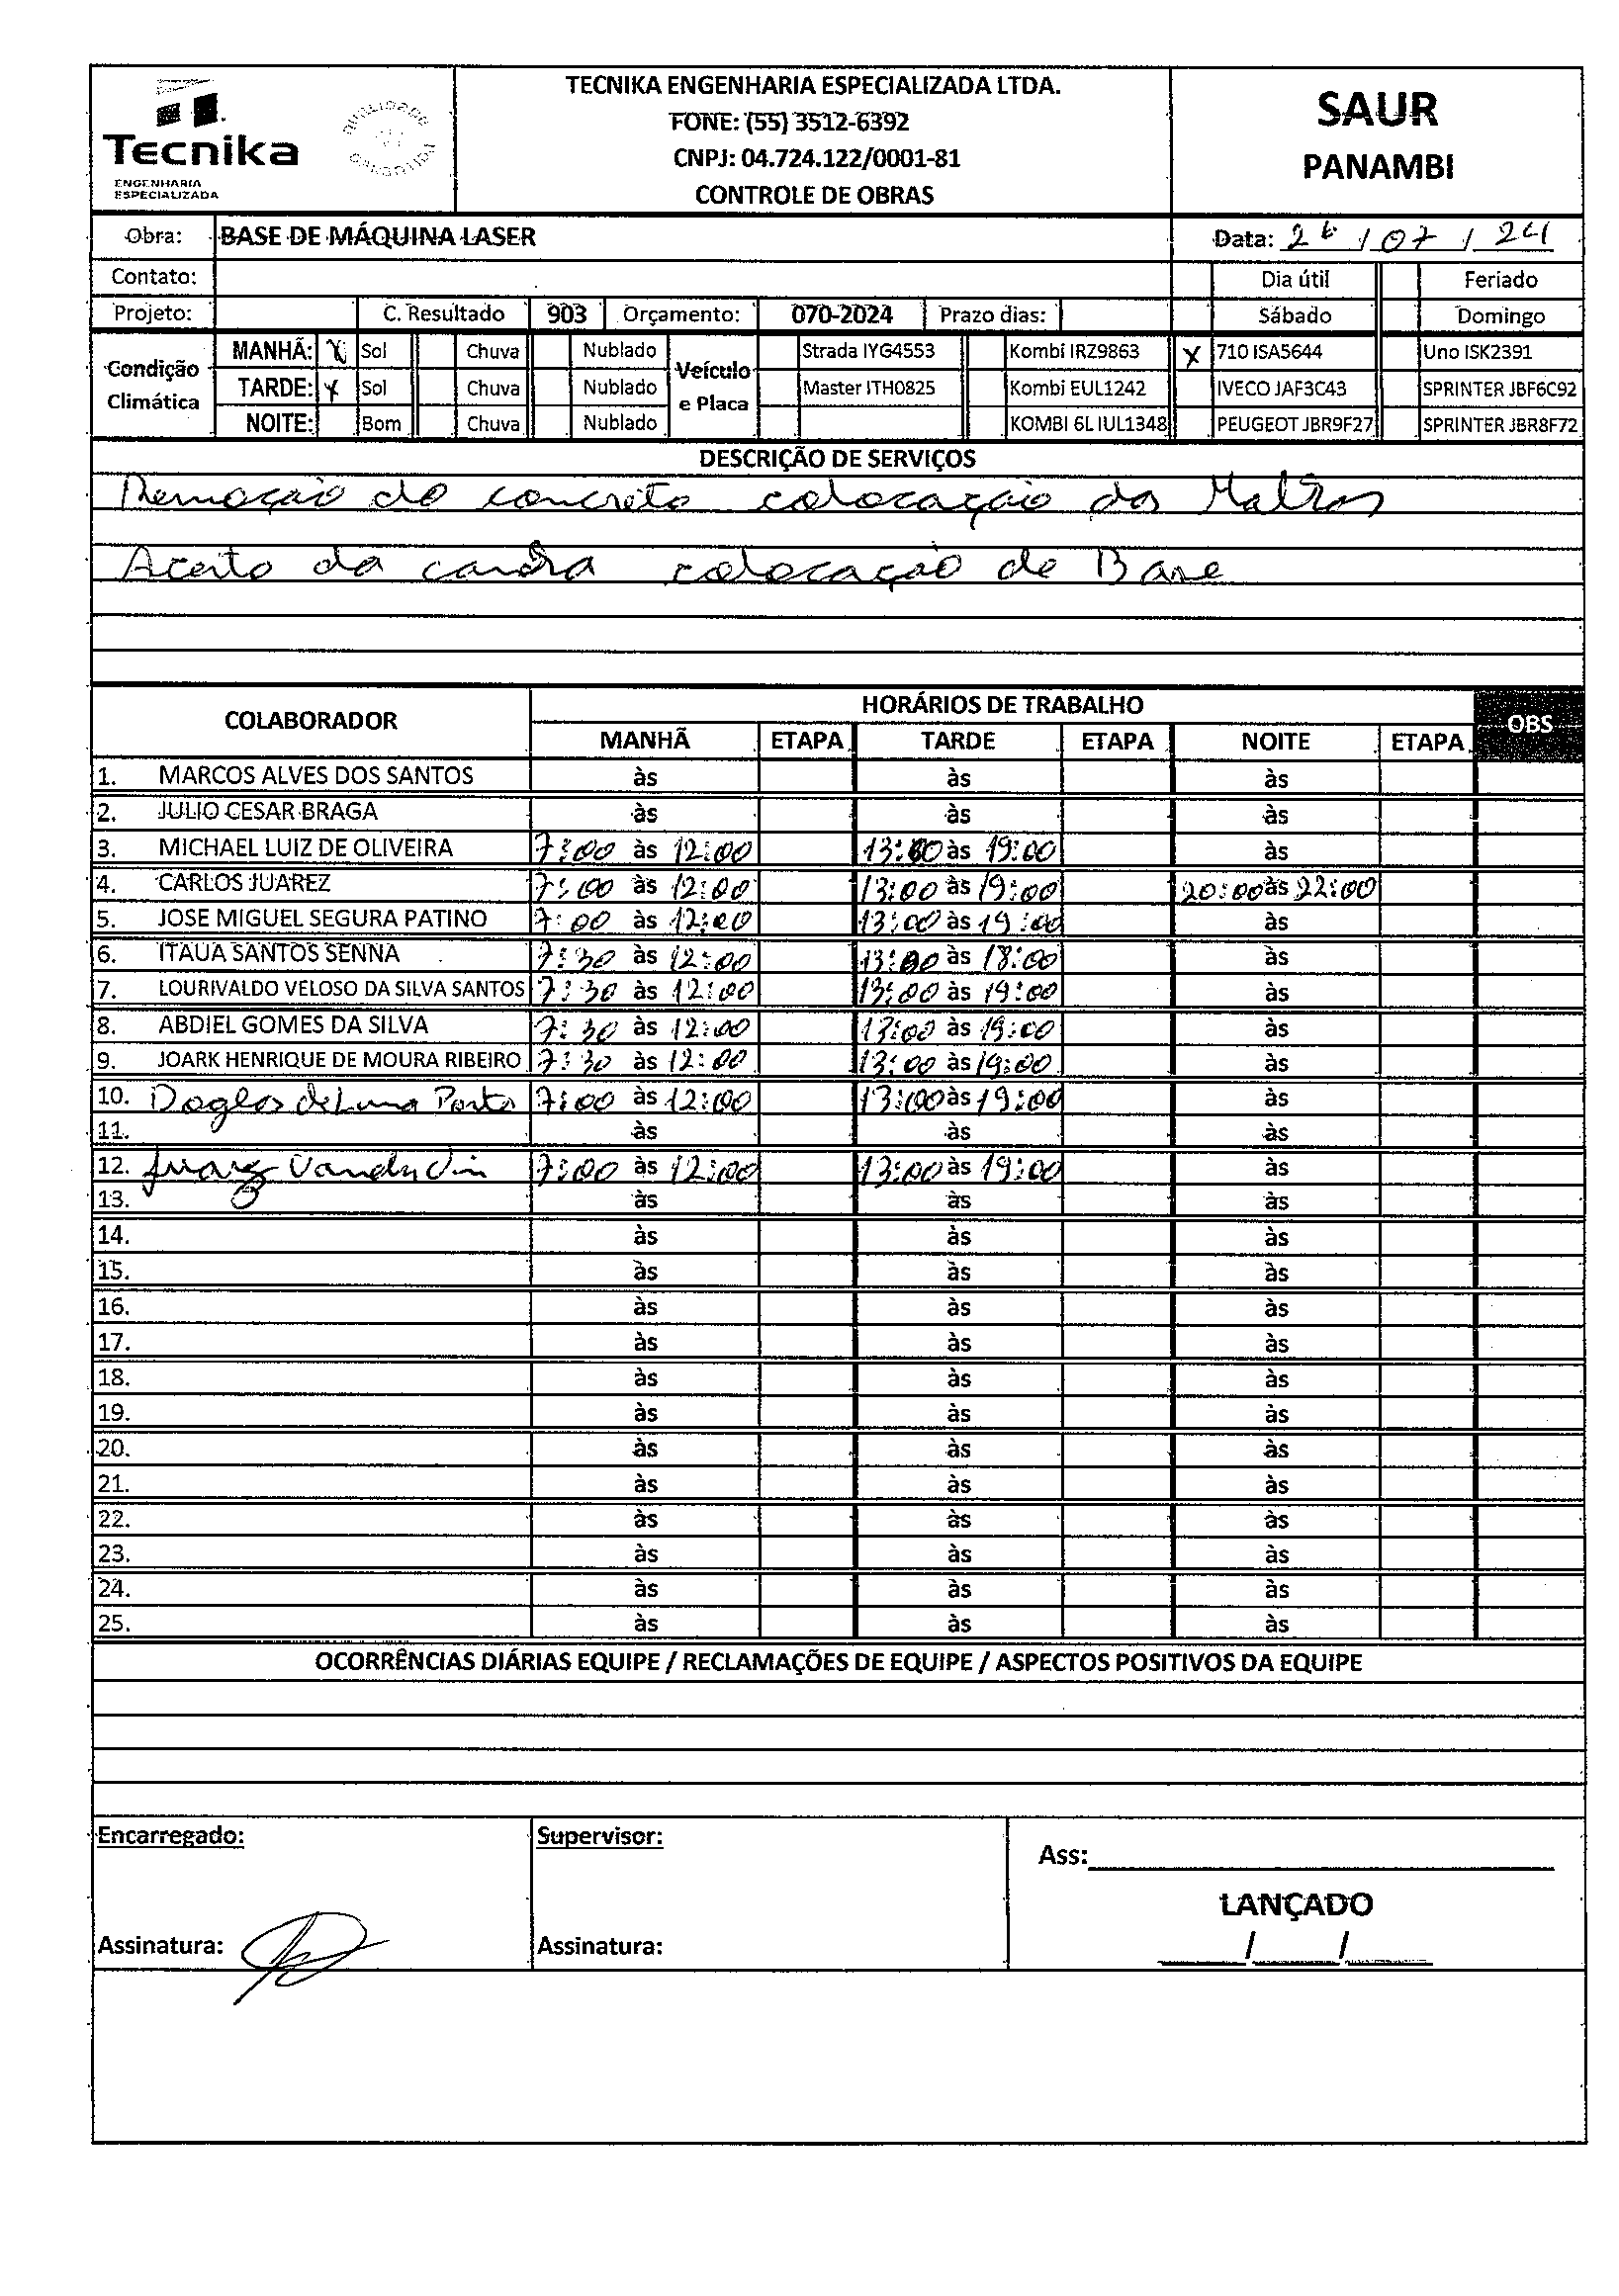 Tecnika
ENGENHARIA
ESPECIALIZADA
TECNIKA ENGENHARIA ESPECIALIZADA LTDA.
FONE: (55) 3512-6392
CNPJ: 04.724.122/0001-81
CONTROLE DE OBRAS
SAUR
PANAMBI
Obra: BASE DE MÁQUINA LASER Data: 26 / 07 / 24
Contato: Dia útil Feriado
Projeto: C. Resultado 903 Orçamento: 070-2024 Prazo dias: Sábado Domingo
Condição Climática
MANHÃ: X Sol Chuva Nublado
TARDE: X Sol Chuva Nublado
NOITE: Bom Chuva Nublado
Veículo e Placa
Strada IYG4553 Kombi IRZ9863 X 710 ISA5644 Uno ISK2391
Master ITH0825 Kombi EUL1242 IVECO JAF3C43 SPRINTER JBF6C92
KOMBI 6L IUL1348 PEUGEOT JBR9F27 SPRINTER JBR8F72
DESCRIÇÃO DE SERVIÇOS
Remoção do concreto colocação dos
Aceito da colocação de Base
COLABORADOR HORÁRIOS DE TRABALHO OBS
MANHÃ ETAPA TARDE ETAPA NOITE ETAPA
1. MARCOS ALVES DOS SANTOS às às às
2. JULIO CESAR BRAGA às às às
3. MICHAEL LUIZ DE OLIVEIRA 7:00 às 12:00 13:00 às 19:00 às
4. CARLOS JUAREZ 7:00 às 12:00 13:00 às 19:00 20:00 às 22:00
5. JOSE MIGUEL SEGURA PATINO 7:00 às 12:00 13:00 às 19:00 às
6. ITAUA SANTOS SENNA 7:30 às 12:00 13:00 às 18:00 às
7. LOURIVALDO VELOSO DA SILVA SANTOS 7:30 às 12:00 13:00 às 19:00 às
8. ABDIEL GOMES DA SILVA 7:30 às 12:00 13:00 às 19:00 às
9. JOARK HENRIQUE DE MOURA RIBEIRO 7:30 às 12:00 13:00 às 19:00 às
10. Doglas de Luna Porto 7:00 às 12:00 13:00 às 19:00 às
11. às às às
12. 7:00 às 12:00 13:00 às 19:00 às
13. às às às
14. às às às
15. às às às
16. às às às
17. às às às
18. às às às
19. às às às
20. às às às
21. às às às
22. às às às
23. às às às
24. às às às
25. às às às
OCORRÊNCIAS DIÁRIAS EQUIPE / RECLAMAÇÕES DE EQUIPE / ASPECTOS POSITIVOS DA EQUIPE
Encarregado: Supervisor: Ass:
LANÇADO
Assinatura: Assinatura: / /